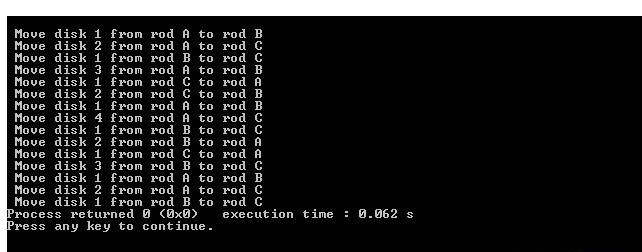 Move disk 1 from rod A to rod B
Move disk 2 from rod A to rod C
Move disk 1 from rod B to rod C
Move disk 3 from rod A to rod B
Move disk 1 from rod C to rod A
Move disk 2 from rod C to rod B
Move disk 1 from rod A to rod B
Move disk 4 from rod A to rod C
Move disk 1 from rod B to rod C
Move disk 2 from rod B to rod A
Move disk 1 from rod C to rod A
Move disk 3 from rod B to rod C
Move disk 1 from rod A to rod B
Move disk 2 from rod A to rod C
Move disk 1 from rod B to rod C
Process returned 0 (0x0)   execution time : 0.062 s
Press any key to continue.